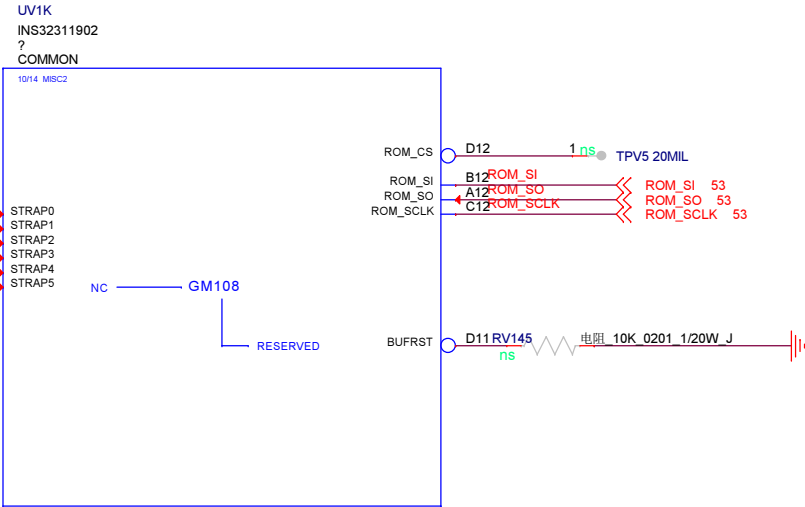 UV1K
INS32311902
?
COMMON
10/14 MISC2
ROM_CS D12 1 ns TPV5 20MIL
ROM_SI B12 ROM_SI ROM_SI 53
ROM_SO A12 ROM_SO ROM_SO 53
ROM_SCLK C12 ROM_SCLK ROM_SCLK 53
STRAP0
STRAP1
STRAP2
STRAP3
STRAP4
STRAP5
NC GM108
RESERVED
BUFRST D11 RV145 电阻_10K_0201_1/20W_J
ns